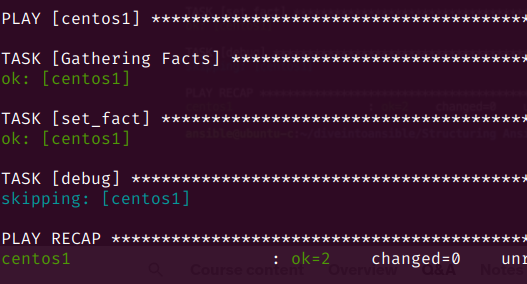 PLAY [centos1] **************************************
TASK [Gathering Facts] ******************************
ok: [centos1]
TASK [set_fact] *************************************
ok: [centos1]
TASK [debug] ****************************************
skipping: [centos1]
PLAY RECAP ******************************************
centos1 : ok=2 changed=0 unr
Course content Overview Q&A Notes